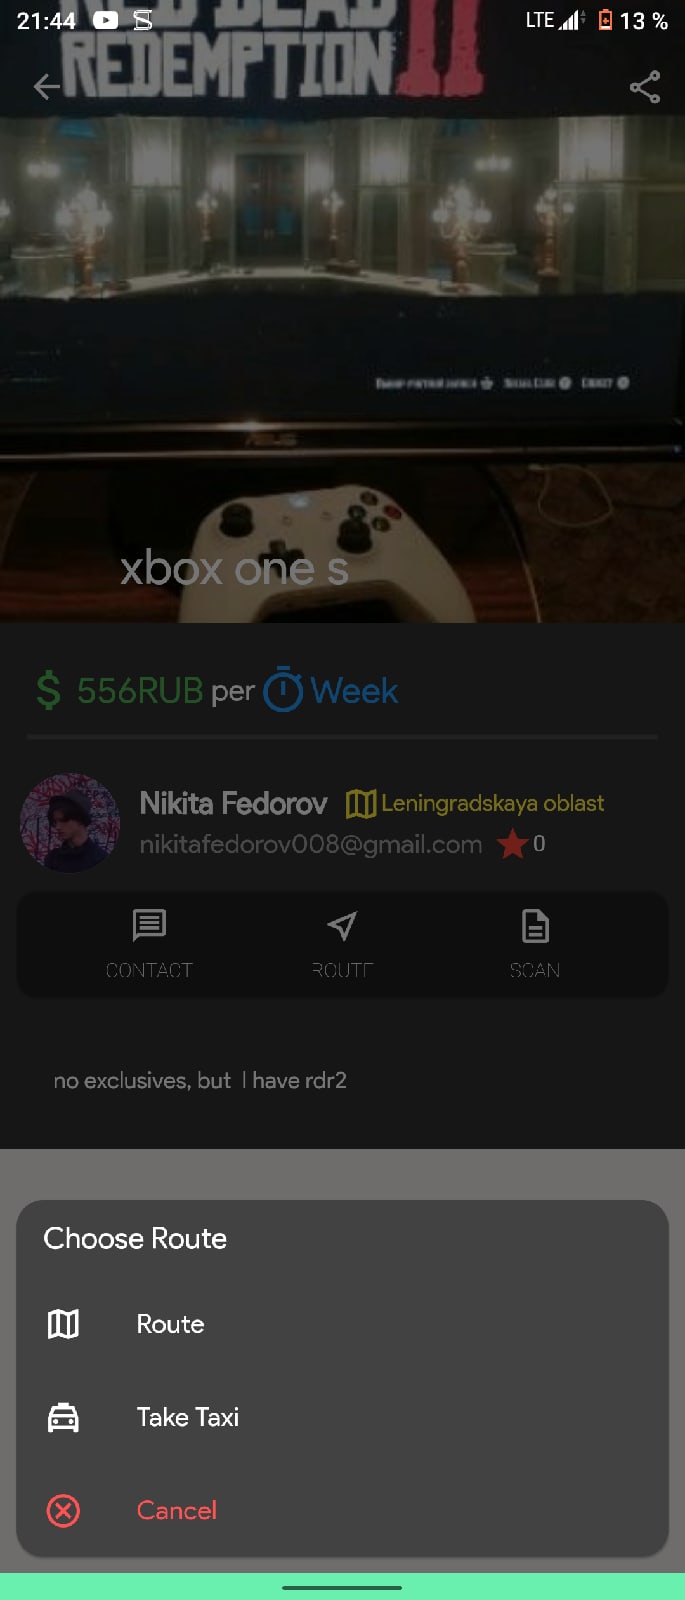 21:44 LTE 13 %
REDEMPTION II
ASUS
xbox one s
$ 556RUB per Week
Nikita Fedorov Leningradskaya oblast
nikitafedorov008@gmail.com 0
CONTACT ROUTE SCAN
no exclusives, but I have rdr2
Choose Route
Route
Take Taxi
Cancel